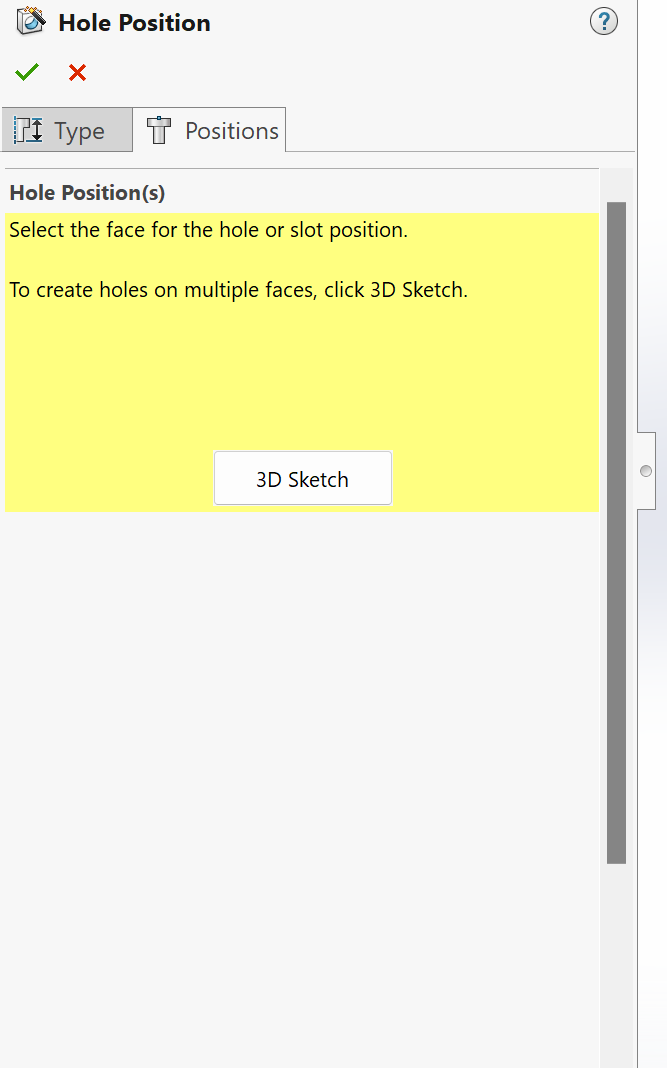 Hole Position
?
Type
Positions
Hole Position(s)
Select the face for the hole or slot position.
To create holes on multiple faces, click 3D Sketch.
3D Sketch